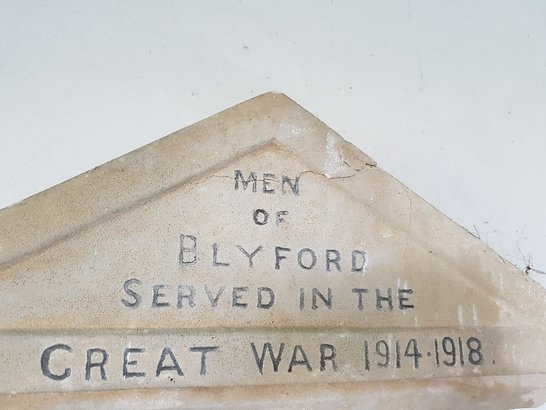 MEN
OF
BLYFORD
SERVED IN THE
GREAT WAR 1914·1918.